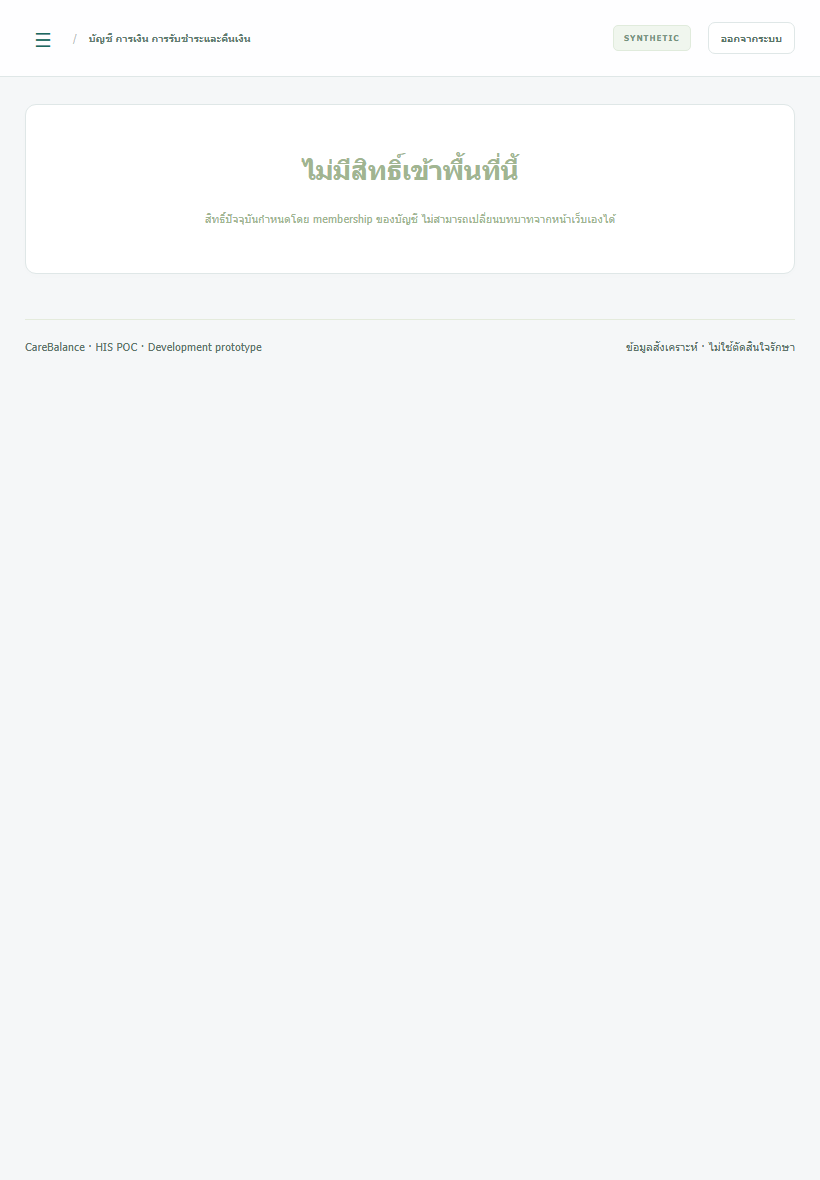 ☰ / บัญชี การเงิน การรับชำระและคืนเงิน SYNTHETIC ออกจากระบบ
ไม่มีสิทธิ์เข้าพื้นที่นี้
สิทธิ์ปัจจุบันกำหนดโดย membership ของบัญชี ไม่สามารถเปลี่ยนบทบาทจากหน้าเว็บเองได้
CareBalance · HIS POC · Development prototype ข้อมูลสังเคราะห์ · ไม่ใช้ตัดสินใจรักษา